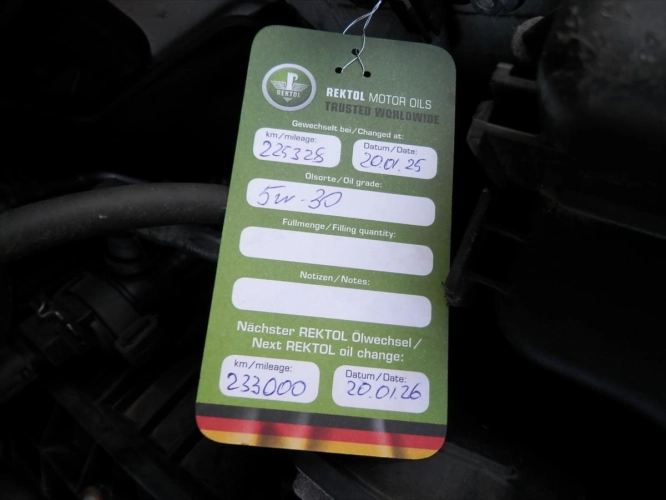 REKTOL
REKTOL MOTOR OILS
TRUSTED WORLDWIDE
Gewechselt bei/Changed at:
km/mileage: Datum/Date:
225328 20.01.25
Ölsorte/Oil grade:
5W-30
Füllmenge/Filling quantity:
Notizen/Notes:
Nächster REKTOL Ölwechsel/
Next REKTOL oil change:
km/mileage: Datum/Date:
233000 20.01.26